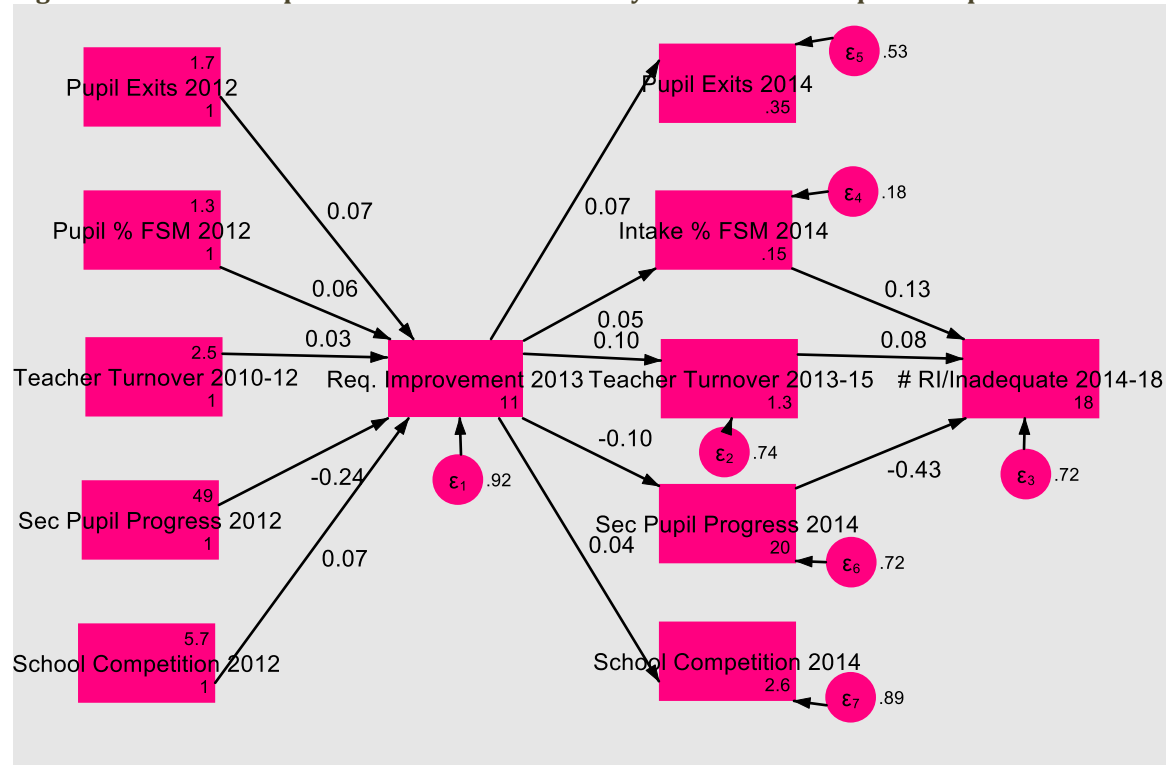 1.7
Pupil Exits 2012
1
1.3
Pupil % FSM 2012
1
2.5
Teacher Turnover 2010-12
1
49
Sec Pupil Progress 2012
1
5.7
School Competition 2012
1
0.07
0.06
0.03
-0.24
0.07
Req. Improvement 2013
11
ε1 .92
0.07
0.05
0.10
-0.10
0.04
Pupil Exits 2014
.35
ε5 .53
Intake % FSM 2014
.15
ε4 .18
Teacher Turnover 2013-15
1.3
ε2 .74
Sec Pupil Progress 2014
20
ε6 .72
School Competition 2014
2.6
ε7 .89
0.13
0.08
-0.43
# RI/Inadequate 2014-18
18
ε3 .72